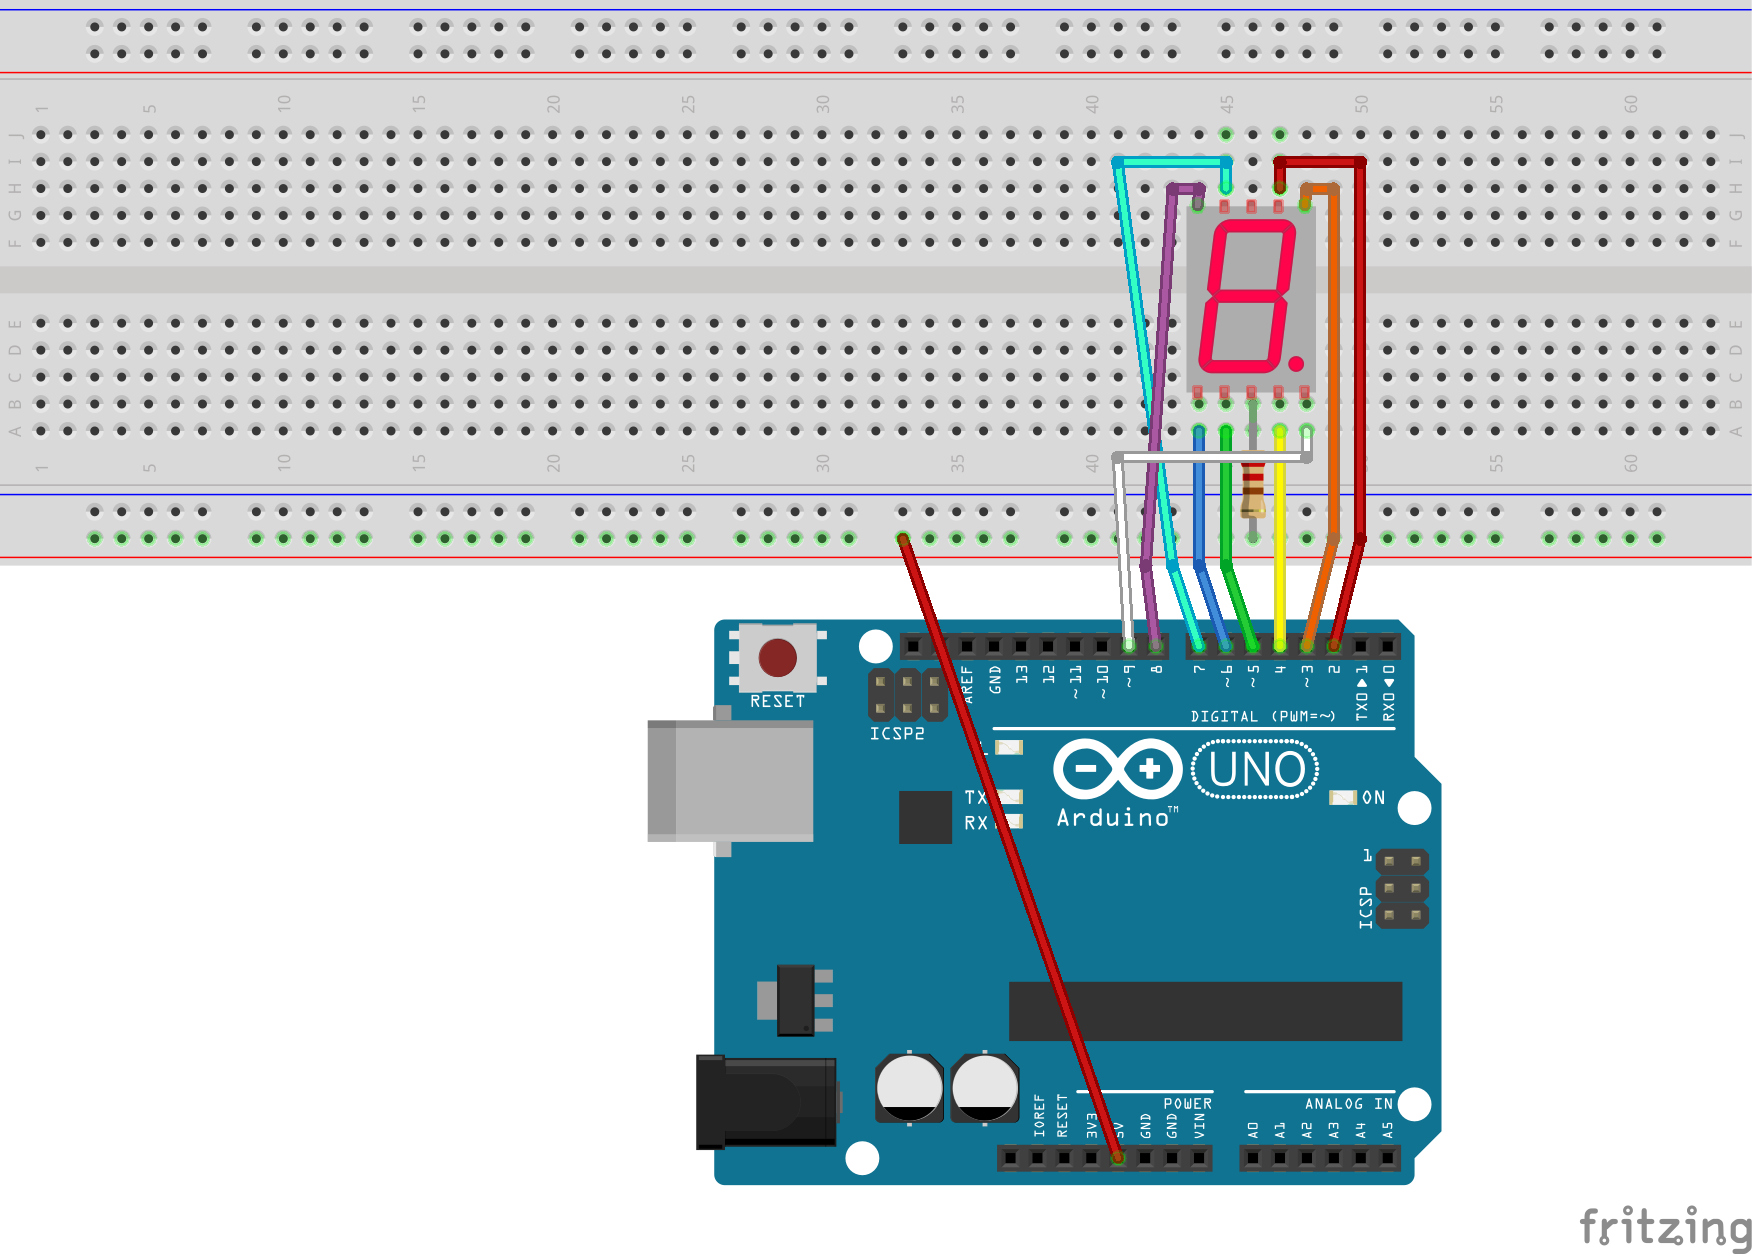 1 5 10 15 20 25 30 35 40 45 50 55 60
J J
I I
H H
G G
F F
E E
D D
C C
B B
A A
1 5 10 15 20 25 30 35 40 55 60
RESET
ICSP2
AREF
GND
13
12
~11
~10
~9
8
7
~6
~5
4
~3
2
TX0▶1
RX0◀0
DIGITAL (PWM=~)
TX
RX
UNO
Arduino™
ON
1
ICSP
IOREF
RESET
3V3
5V
GND
GND
VIN
POWER
ANALOG IN
A0
A1
A2
A3
A4
A5
fritzing